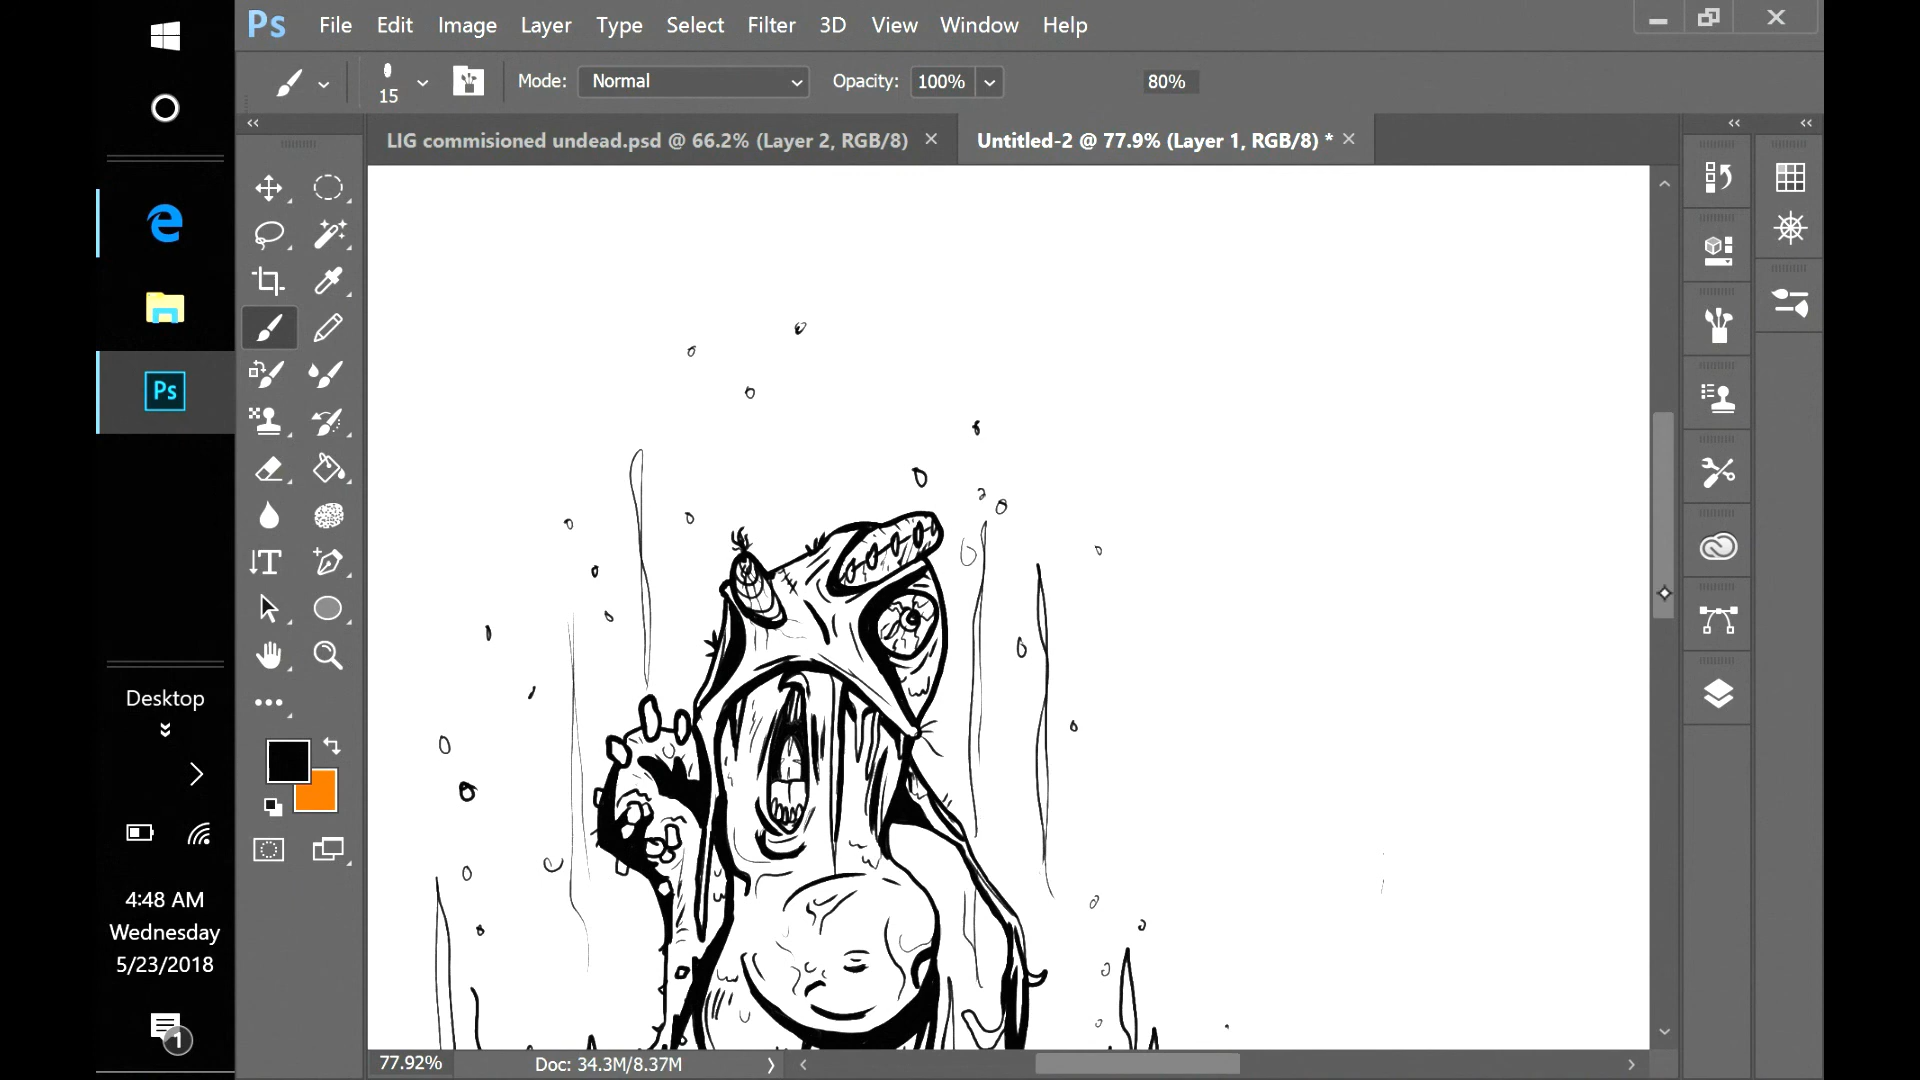 Ps File Edit Image Layer Type Select Filter 3D View Window Help
15 Mode: Normal Opacity: 100% 80%
LIG commisioned undead.psd @ 66.2% (Layer 2, RGB/8) × Untitled-2 @ 77.9% (Layer 1, RGB/8) * ×
Ps
Desktop
4:48 AM
Wednesday
5/23/2018
1
77.92% Doc: 34.3M/8.37M